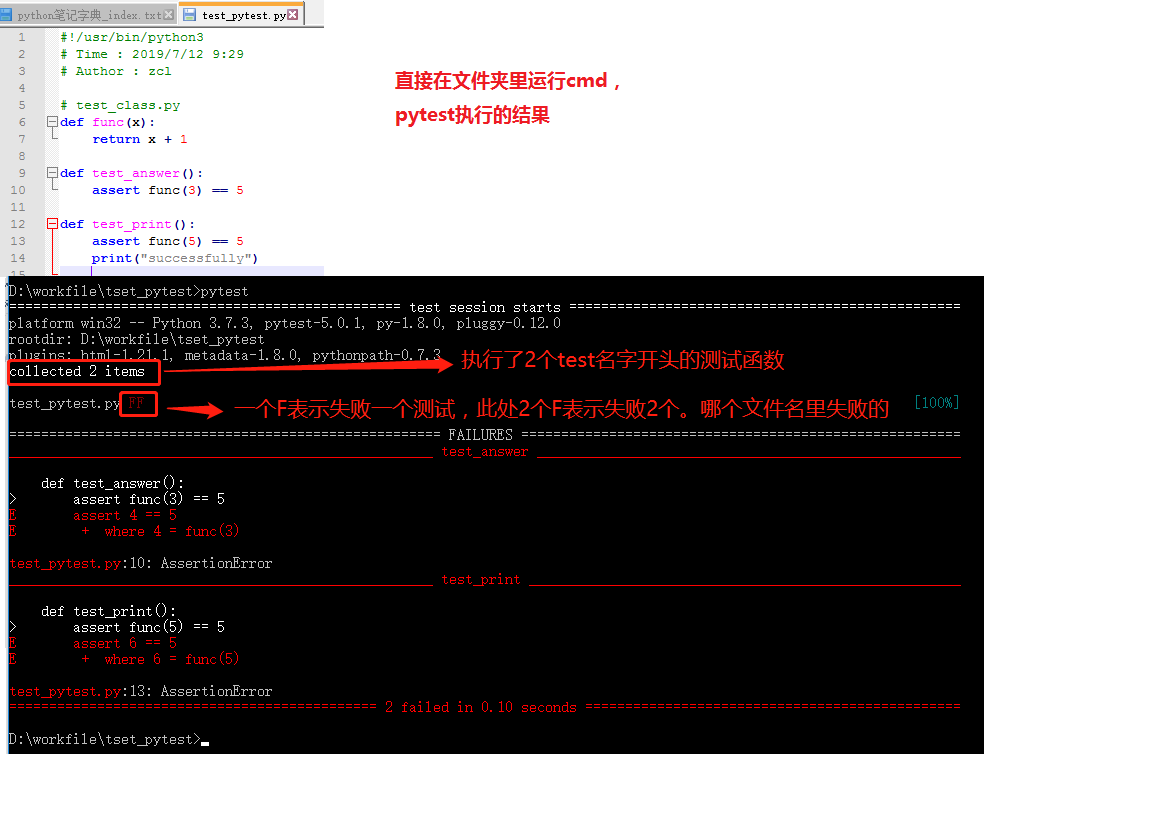 python笔记字典_index.txt test_pytest.py
1 #!/usr/bin/python3
2 # Time : 2019/7/12 9:29
3 # Author : zcl
4
5 # test_class.py
6 def func(x):
7 return x + 1
8
9 def test_answer():
10 assert func(3) == 5
11
12 def test_print():
13 assert func(5) == 5
14 print("successfully")
15
直接在文件夹里运行cmd，
pytest执行的结果
D:\workfile\tset_pytest>pytest
================================================= test session starts =================================================
platform win32 -- Python 3.7.3, pytest-5.0.1, py-1.8.0, pluggy-0.12.0
rootdir: D:\workfile\tset_pytest
plugins: html-1.21.1, metadata-1.8.0, pythonpath-0.7.3
collected 2 items
执行了2个test名字开头的测试函数
test_pytest.py FF [100%]
一个F表示失败一个测试，此处2个F表示失败2个。哪个文件名里失败的
====================================================== FAILURES =======================================================
_____________________________________________________ test_answer _____________________________________________________
def test_answer():
> assert func(3) == 5
E assert 4 == 5
E + where 4 = func(3)
test_pytest.py:10: AssertionError
_____________________________________________________ test_print ______________________________________________________
def test_print():
> assert func(5) == 5
E assert 6 == 5
E + where 6 = func(5)
test_pytest.py:13: AssertionError
============================================== 2 failed in 0.10 seconds ===============================================
D:\workfile\tset_pytest>